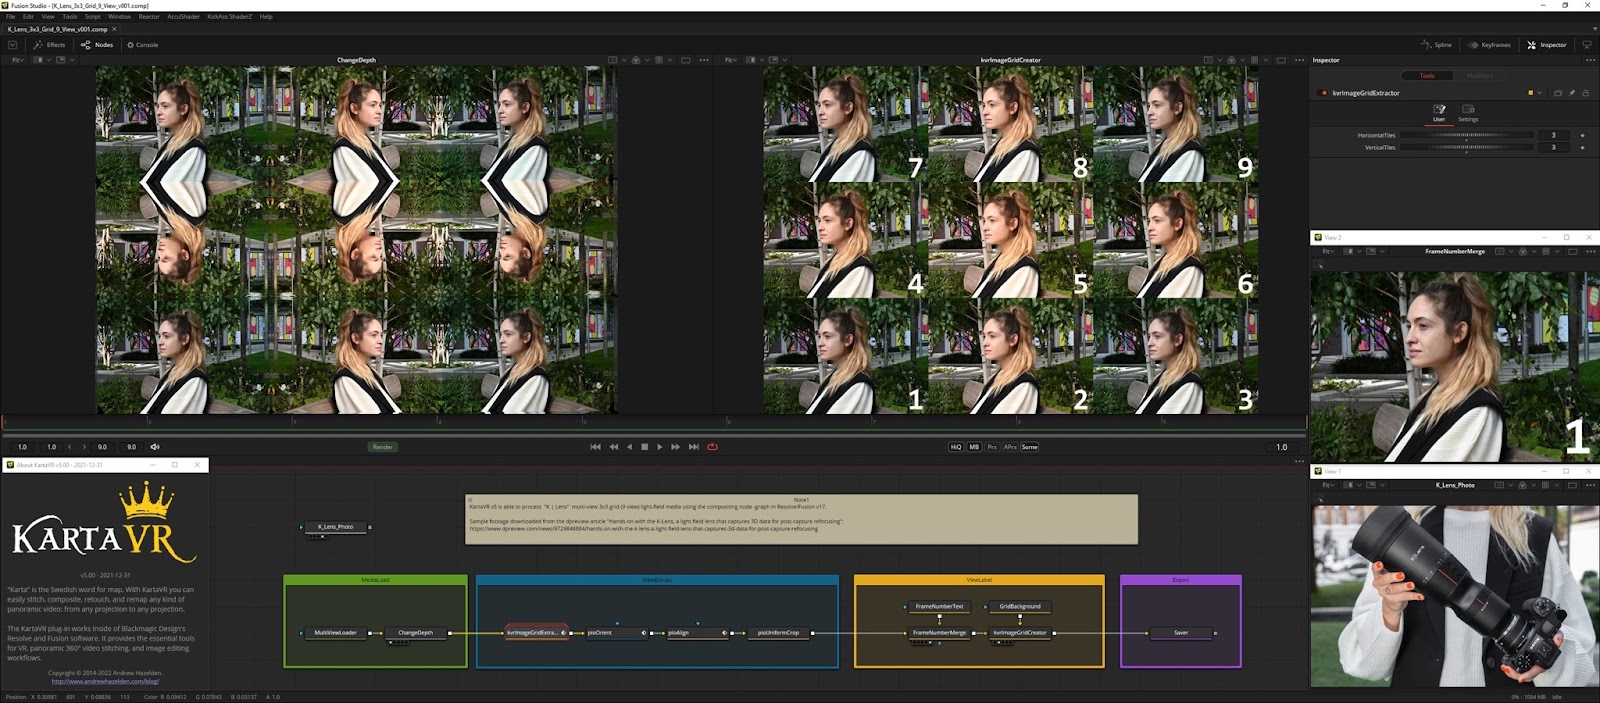 Fusion Studio - [K_Lens_3x3_Grid_9_View_v001.comp]
File Edit View Tools Script Window Reactor AccuShader KickAss ShaderZ Help
K_Lens_3x3_Grid_9_View_v001.comp
Effects Nodes Console Spline Keyframes Inspector
Fit ChangeDepth Fit kvrImageGridCreator Inspector
Tools Modifiers
kvrImageGridExtractor
User Settings
HorizontalTiles 3
VerticalTiles 3
7 8 9
4 5 6
1 2 3
View 2
Fit FrameNumberMerge
1
1.0 1.0 9.0 9.0 Render HiQ MB Prx APrx Some 1.0
About KartaVR v5.00 - 2021-12-31
KARTAVR
v5.00 - 2021-12-31
"Karta" is the Swedish word for map. With KartaVR you can
easily stitch, composite, retouch, and remap any kind of
panoramic video: from any projection to any projection.
The KartaVR plug-in works inside of Blackmagic Design's
Resolve and Fusion software. It provides the essential tools
for VR, panoramic 360° video stitching, and image editing
workflows.
Copyright © 2014-2022 Andrew Hazelden.
http://www.andrewhazelden.com/blog/
K_Lens_Photo
Note1
KartaVR v5 is able to process "K | Lens" multi-view 3x3 grid (9 view) light-field media using the compositing node -graph in Resolve/Fusion v17.
Sample footage downloaded from the dpreview article "Hands-on with the K-Lens, a light field lens that captures 3D data for post-capture refocusing":
https://www.dpreview.com/news/9729848884/hands-on-with-the-k-lens-a-light-field-lens-that-captures-3d-data-for-post-capture-refocusing
MediaLoad
MultiViewLoader ChangeDepth
ViewExtract
kvrImageGridExtra... pioOrient pioAlign pioUniformCrop
ViewLabel
FrameNumberText GridBackground
FrameNumberMerge kvrImageGridCreator
Export
Saver
View 1
Fit K_Lens_Photo
Position X 0.35981 691 Y 0.08836 113 Color R 0.09412 G 0.07843 B 0.03137 A 1.0
0% - 1094 MB Idle